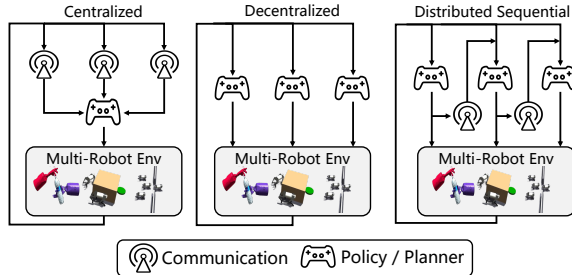 Centralized
Decentralized
Distributed Sequential
Multi-Robot Env
Multi-Robot Env
Multi-Robot Env
Communication
Policy / Planner